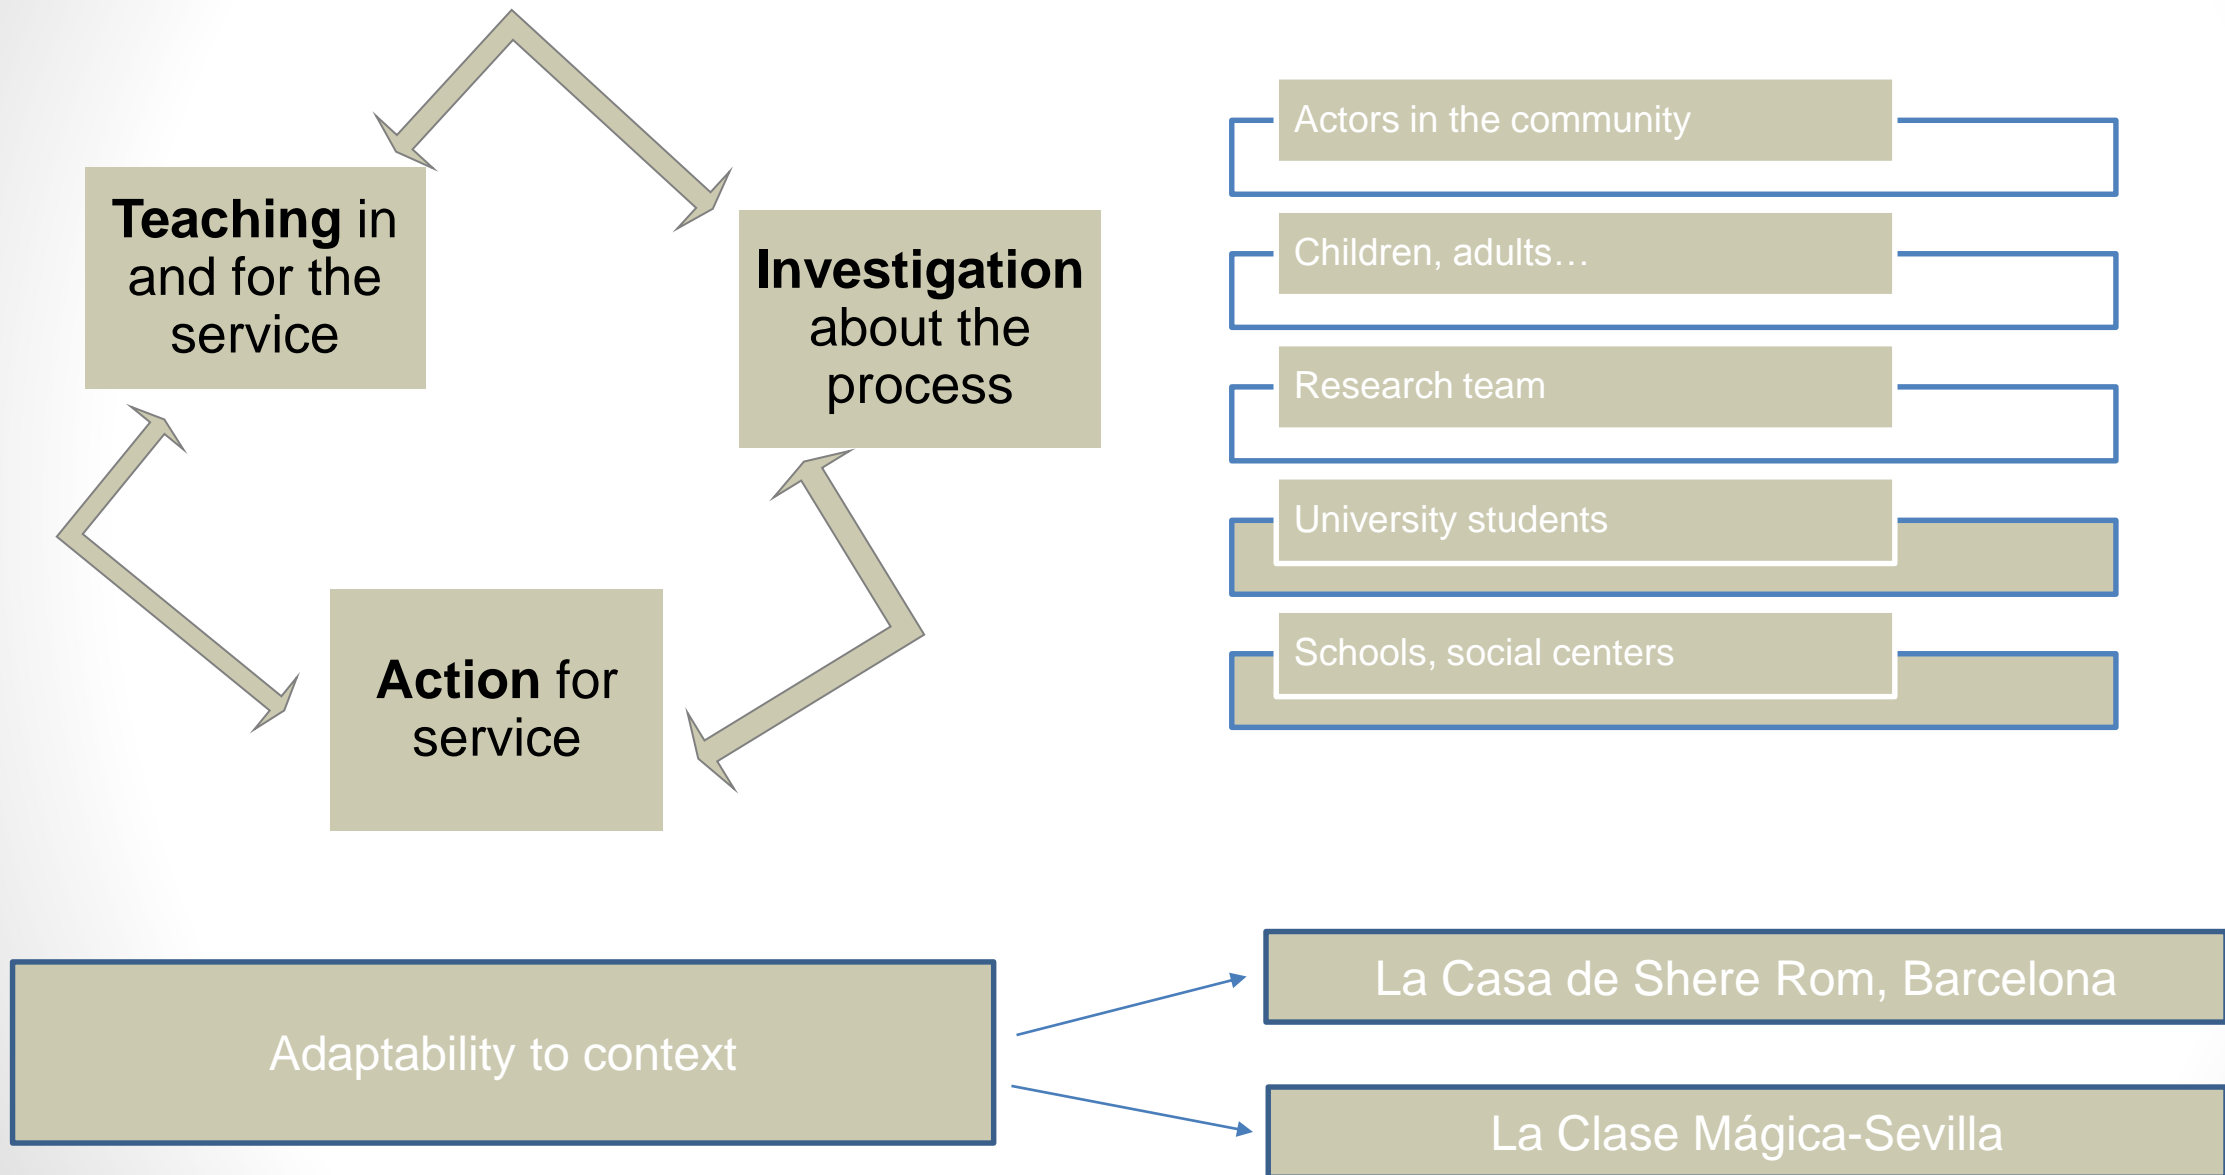 Teaching in
and for the
service
Investigation
about the
process
Action for
service
Actors in the community
Children, adults…
Research team
University students
Schools, social centers
Adaptability to context
La Casa de Shere Rom, Barcelona
La Clase Mágica-Sevilla